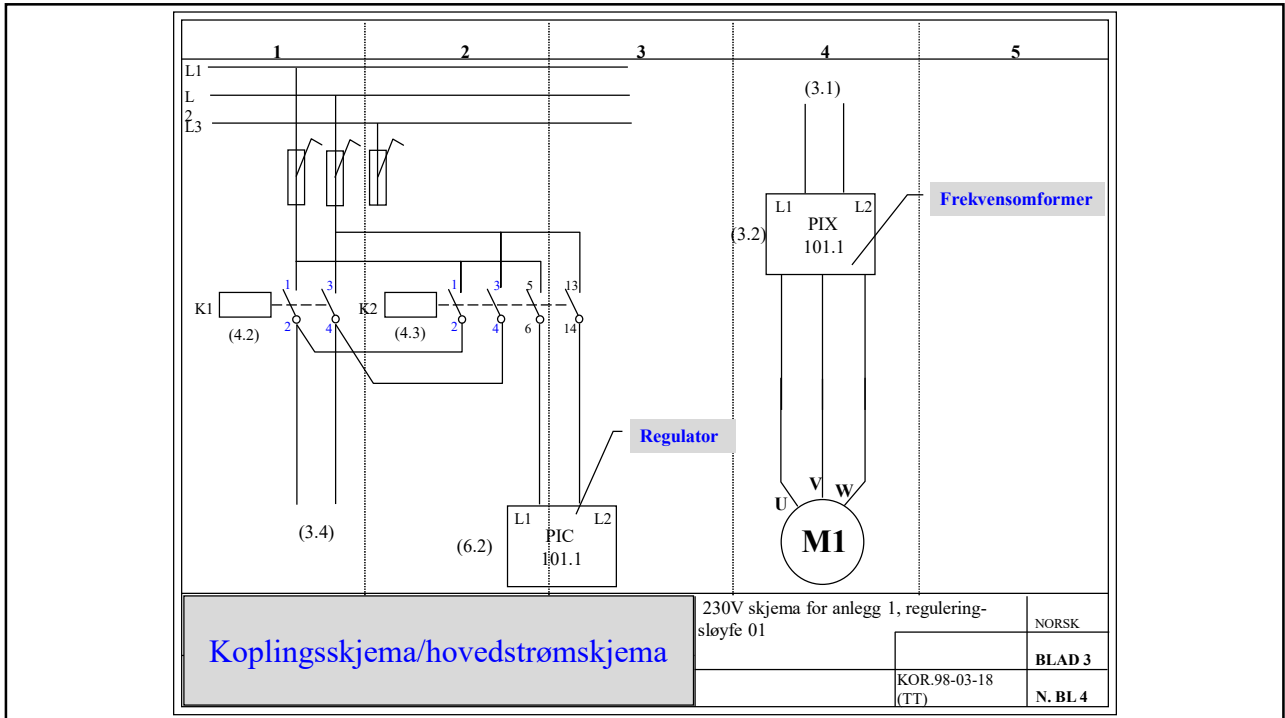 1 2 3 4 5
L1
L
2
L3
(3.1)
Frekvensomformer
L1 L2
PIX
101.1
(3.2)
1 3 1 3 5 13
K1 K2
2 4 2 4 6 14
(4.2) (4.3)
Regulator
U V W
M1
(3.4)
(6.2)
L1 L2
PIC
101.1
Koplingsskjema/hovedstrømskjema
230V skjema for anlegg 1, regulering-
sløyfe 01
NORSK
BLAD 3
KOR.98-03-18
(TT)
N. BL 4